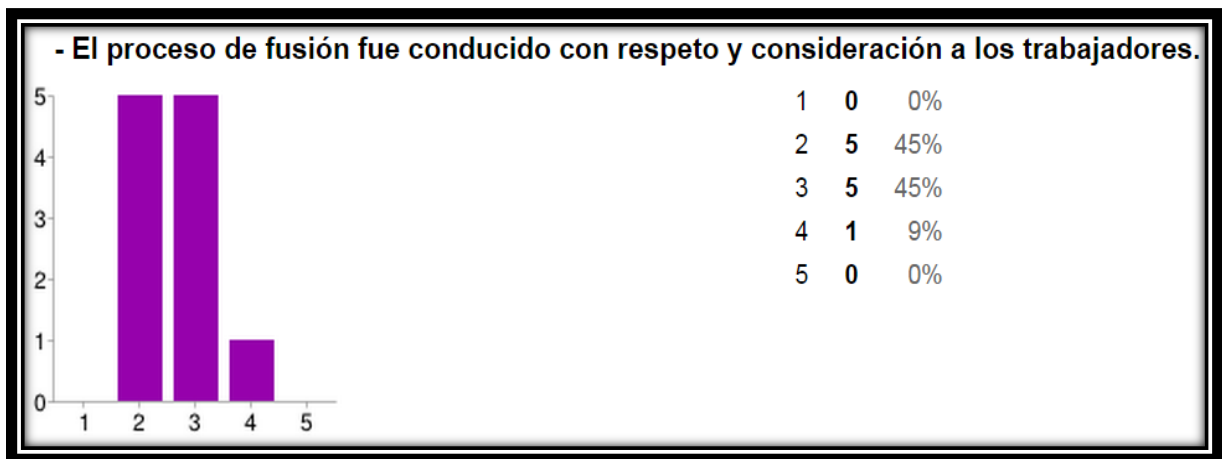 - El proceso de fusión fue conducido con respeto y consideración a los trabajadores.
5
4
3
2
1
0
1 2 3 4 5
1 0 0%
2 5 45%
3 5 45%
4 1 9%
5 0 0%